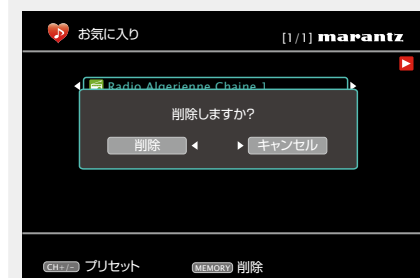 お気に入り [1/1] marantz
Radio Algerienne Chaine 1
削除しますか?
削除 キャンセル
CH+/- プリセット MEMORY 削除